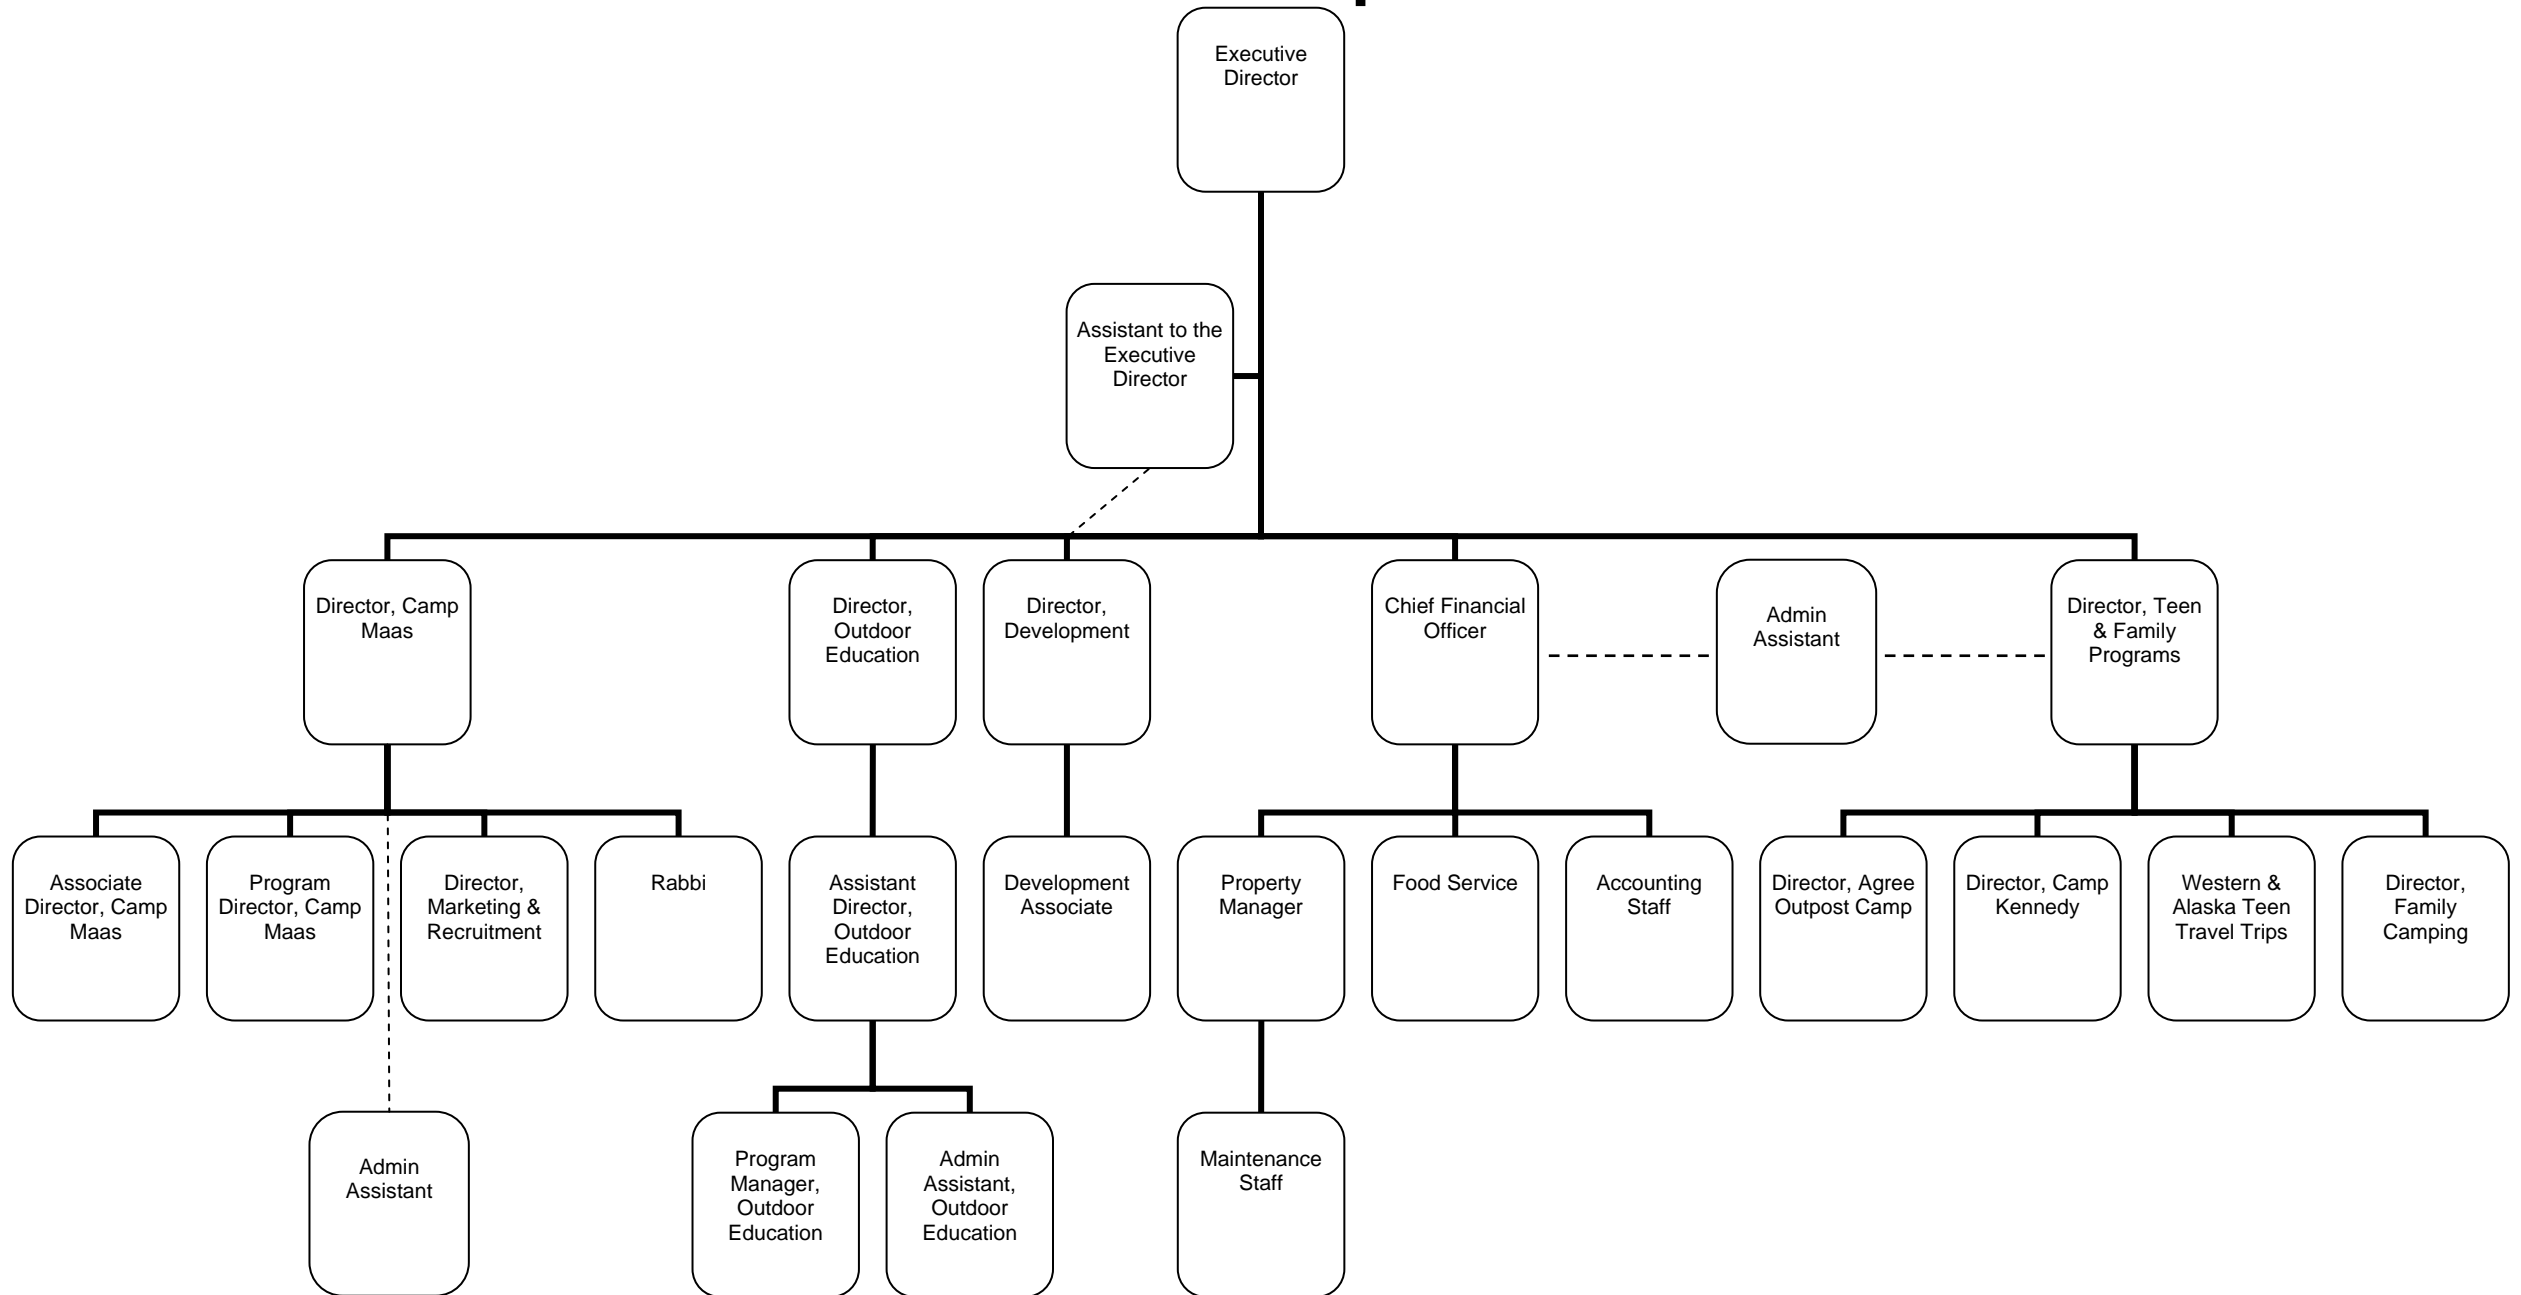 Executive
Director
Assistant to the
Executive
Director
Director, Camp
Maas
Director,
Outdoor
Education
Director,
Development
Chief Financial
Officer
Admin
Assistant
Director, Teen
& Family
Programs
Associate
Director, Camp
Maas
Program
Director, Camp
Maas
Director,
Marketing &
Recruitment
Rabbi
Assistant
Director,
Outdoor
Education
Development
Associate
Property
Manager
Food Service
Accounting
Staff
Director, Agree
Outpost Camp
Director, Camp
Kennedy
Western &
Alaska Teen
Travel Trips
Director,
Family
Camping
Admin
Assistant
Program
Manager,
Outdoor
Education
Admin
Assistant,
Outdoor
Education
Maintenance
Staff